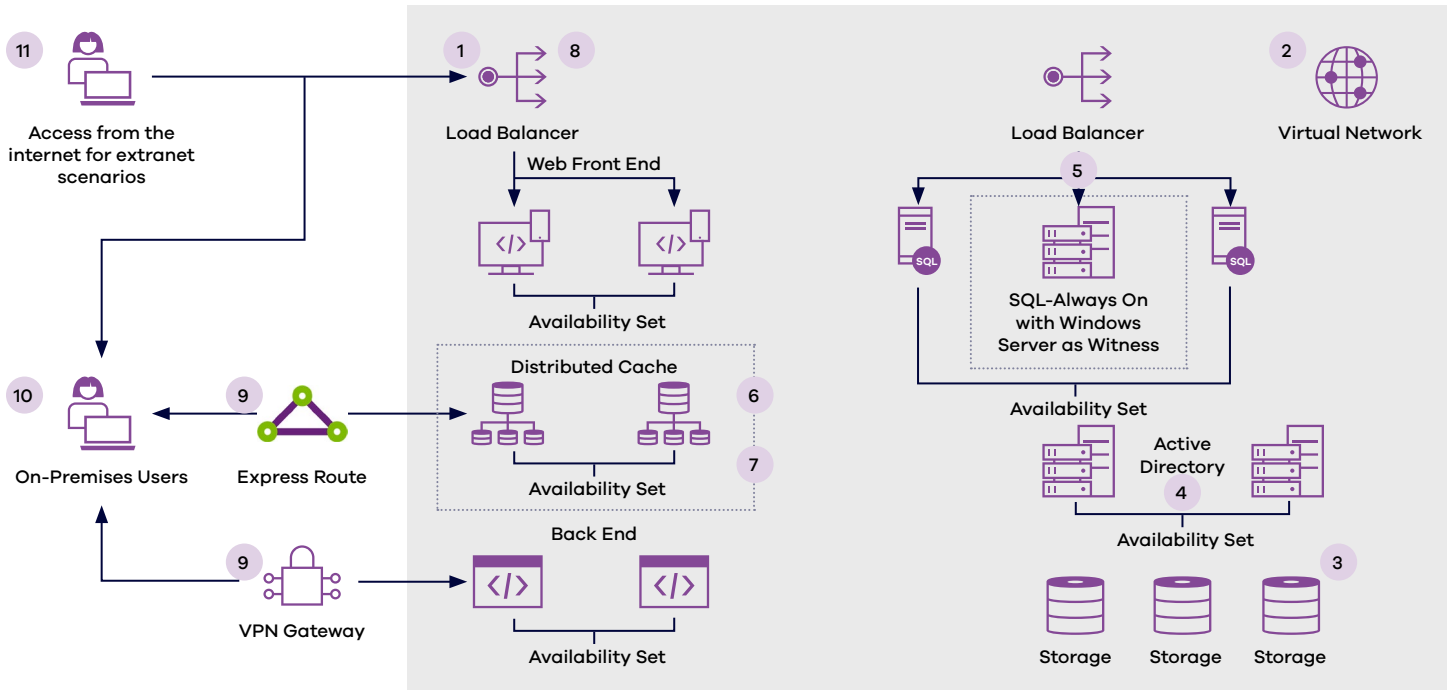 11
1
8
2
Access from the
internet for extranet
scenarios
Load Balancer
Load Balancer
Virtual Network
Web Front End
5
SQL
SQL
SQL-Always On
with Windows
Server as Witness
Availability Set
Distributed Cache
10
9
6
Availability Set
Active
Directory
4
On-Premises Users
Express Route
7
Availability Set
Back End
Availability Set
9
3
VPN Gateway
Availability Set
Storage
Storage
Storage